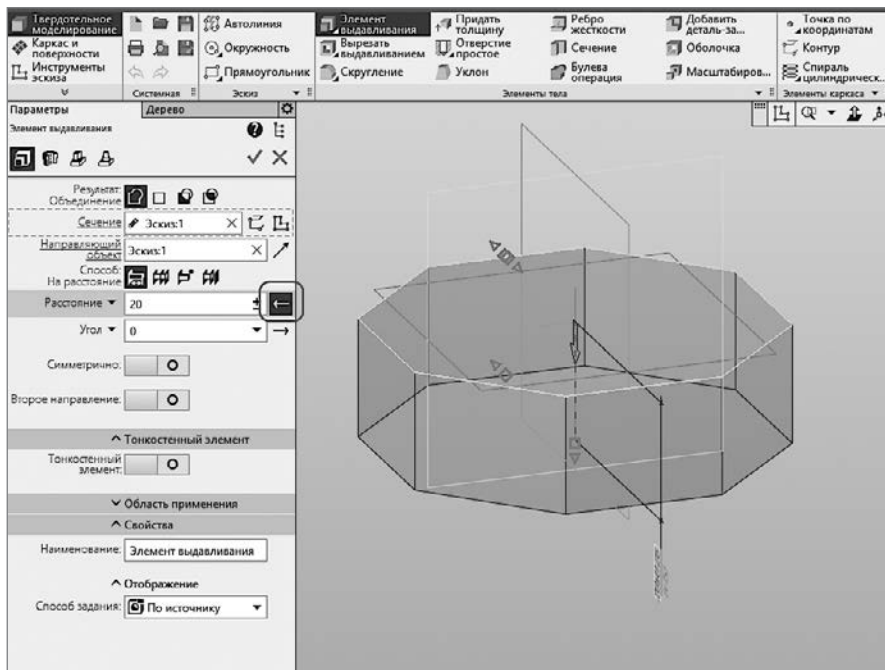 Твердотельное
моделирование
Каркас и
поверхности
Инструменты
эскиза
Системная
Автолиния
Окружность
Прямоугольник
Эскиз
Элемент
выдавливания
Вырезать
выдавливанием
Скругление
Придать
толщину
Отверстие
простое
Уклон
Ребро
жесткости
Сечение
Булева
операция
Добавить
деталь-за...
Оболочка
Масштабиров...
Элементы тела
Точка по
координатам
Контур
Спираль
цилиндрическ...
Элементы каркаса
Параметры
Дерево
Элемент выдавливания
Результат:
Объединение
Сечение
Эскиз:1
Направляющий
объект
Эскиз:1
Способ:
На расстояние
Расстояние
20
Угол
0
Симметрично:
Второе направление:
Тонкостенный элемент
Тонкостенный
элемент:
Область применения
Свойства
Наименование:
Элемент выдавливания
Отображение
Способ задания:
По источнику